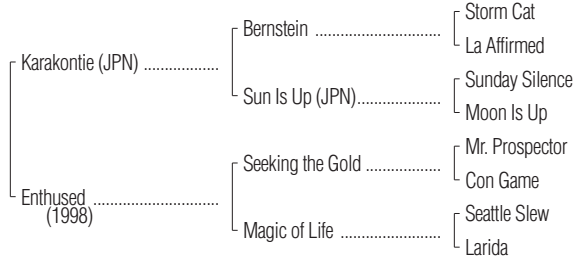 Storm Cat
Bernstein ..............................
La Affirmed
Karakontie (JPN) ..................
Sunday Silence
Sun Is Up (JPN)....................
Moon Is Up
Mr. Prospector
Seeking the Gold ..................
Con Game
Enthused ..............................
(1998)
Seattle Slew
Magic of Life ........................
Larida